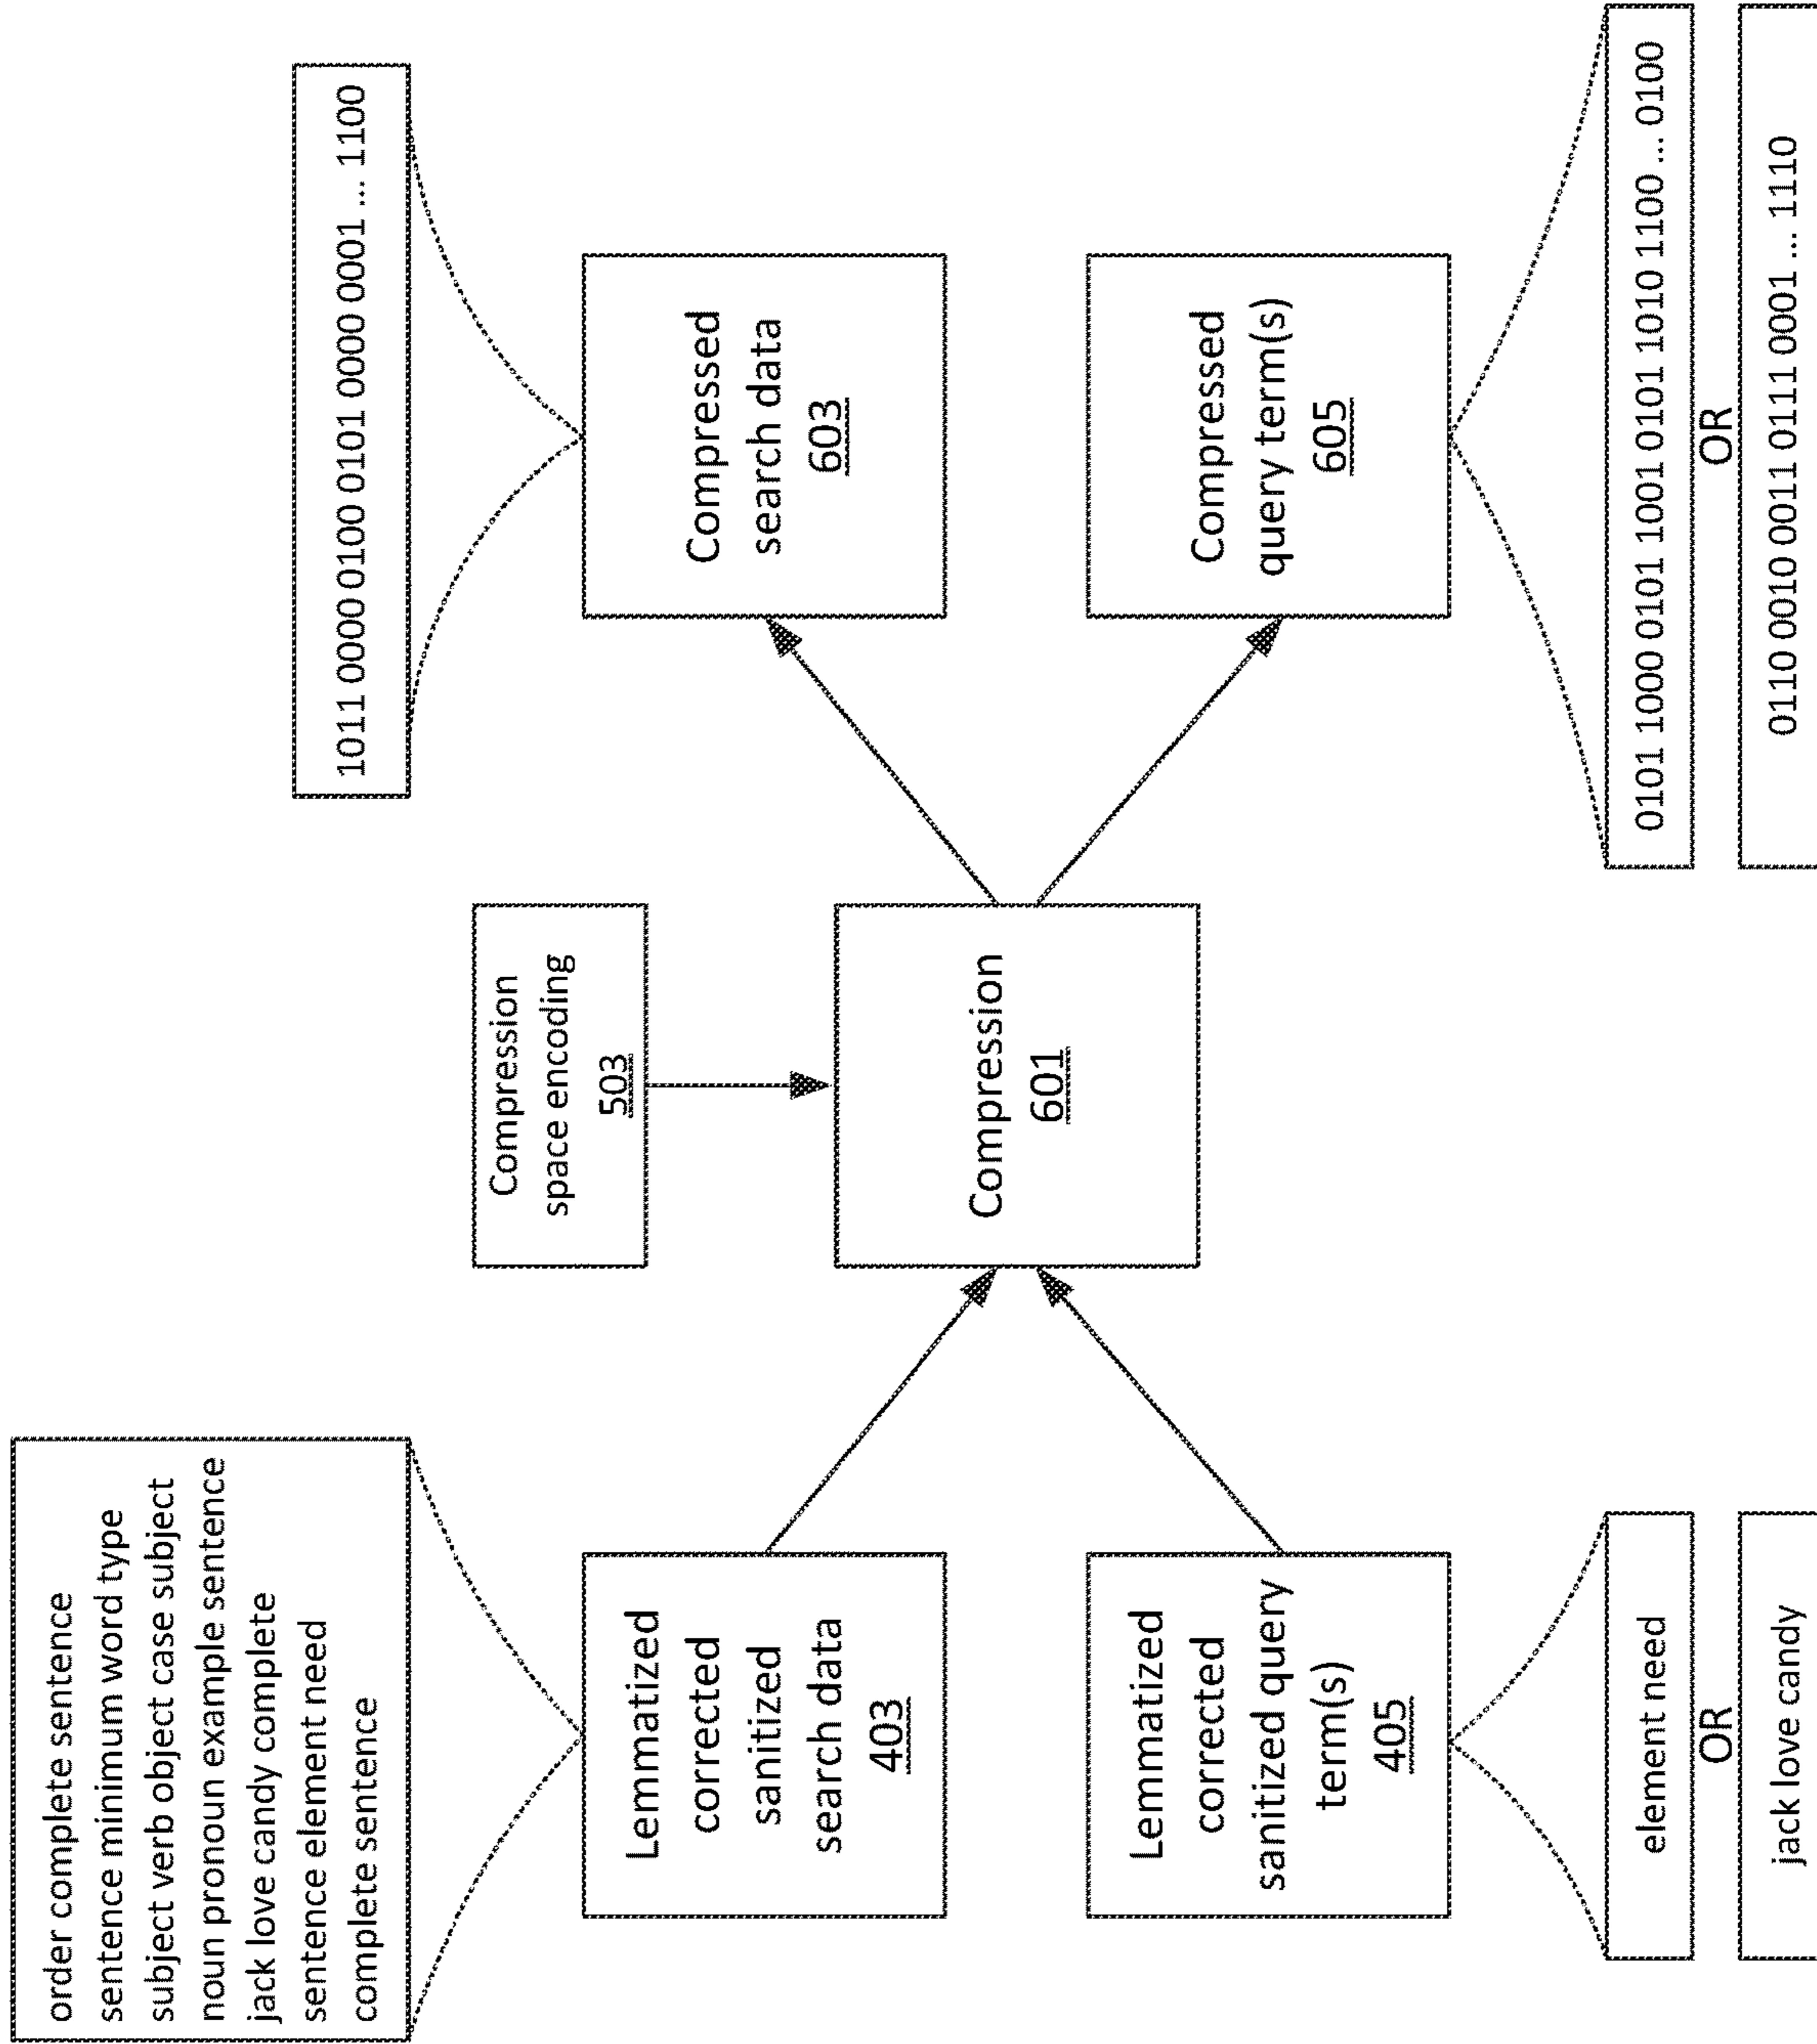 order complete sentence
sentence minimum word type
subject verb object case subject
noun pronoun example sentence
jack love candy complete
sentence element need
complete sentence
Lemmatized
corrected
sanitized
search data
403
Lemmatized
corrected
sanitized query
term(s)
405
element need
OR
jack love candy
Compression
space encoding
503
Compression
601
1011 0000 0100 0101 0000 0001 ... 1100
Compressed
search data
603
Compressed
query term(s)
605
0101 1000 0101 1001 0101 1010 1100 ... 0100
OR
0110 0010 0011 0111 0001 ... 1110